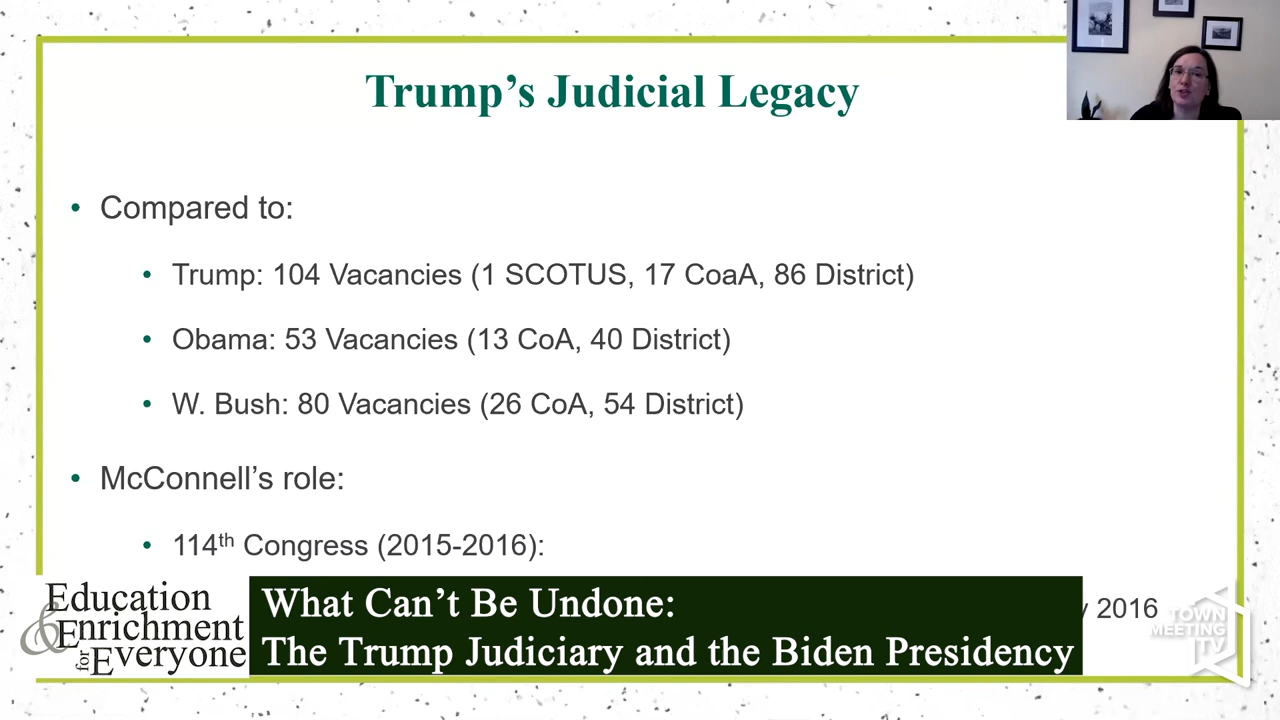 Trump’s Judicial Legacy
• Compared to:
• Trump: 104 Vacancies (1 SCOTUS, 17 CoaA, 86 District)
• Obama: 53 Vacancies (13 CoA, 40 District)
• W. Bush: 80 Vacancies (26 CoA, 54 District)
• McConnell’s role:
• 114th Congress (2015-2016):
2016
Education
& Enrichment
for Everyone
What Can’t Be Undone:
The Trump Judiciary and the Biden Presidency
TOWN
MEETING
TV